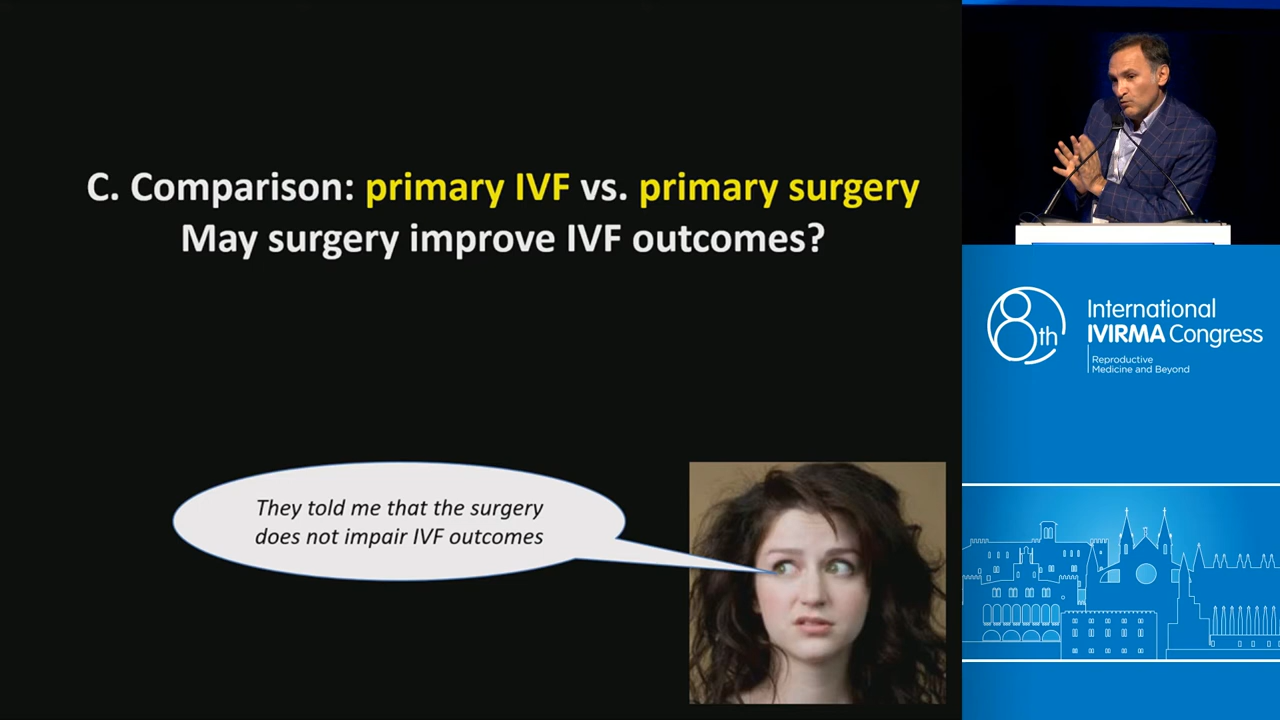 C. Comparison: primary IVF vs. primary surgery
May surgery improve IVF outcomes?
They told me that the surgery
does not impair IVF outcomes
8th
International
IVIRMA Congress
Reproductive
Medicine and Beyond